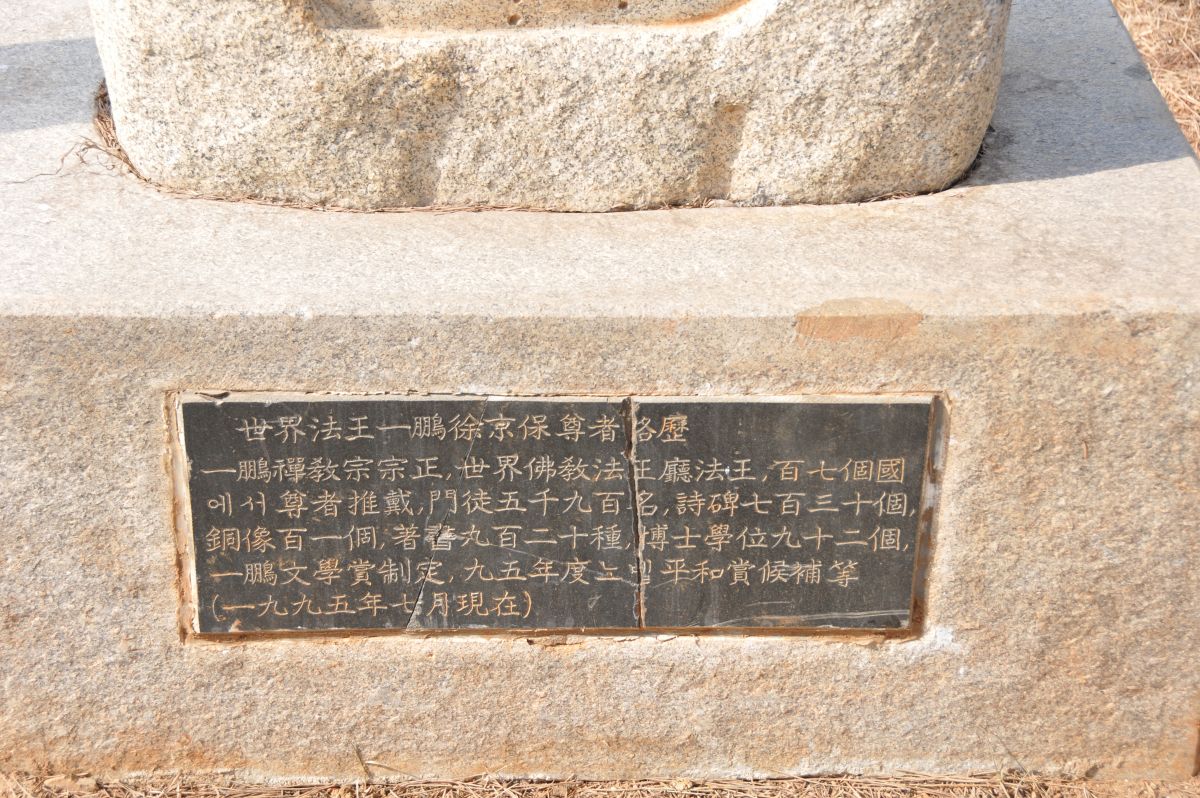 世界法王一鵬徐京保尊者略歷
一鵬禪教宗宗正, 世界佛教法王廳法王, 百七個國
에서 尊者推戴, 門徒五千九百名, 詩碑七百三十個,
銅像百一個, 著書九百二十種, 博士學位九十二個,
一鵬文學賞制定, 九五年度노벨平和賞候補等
(一九九五年七月現在)